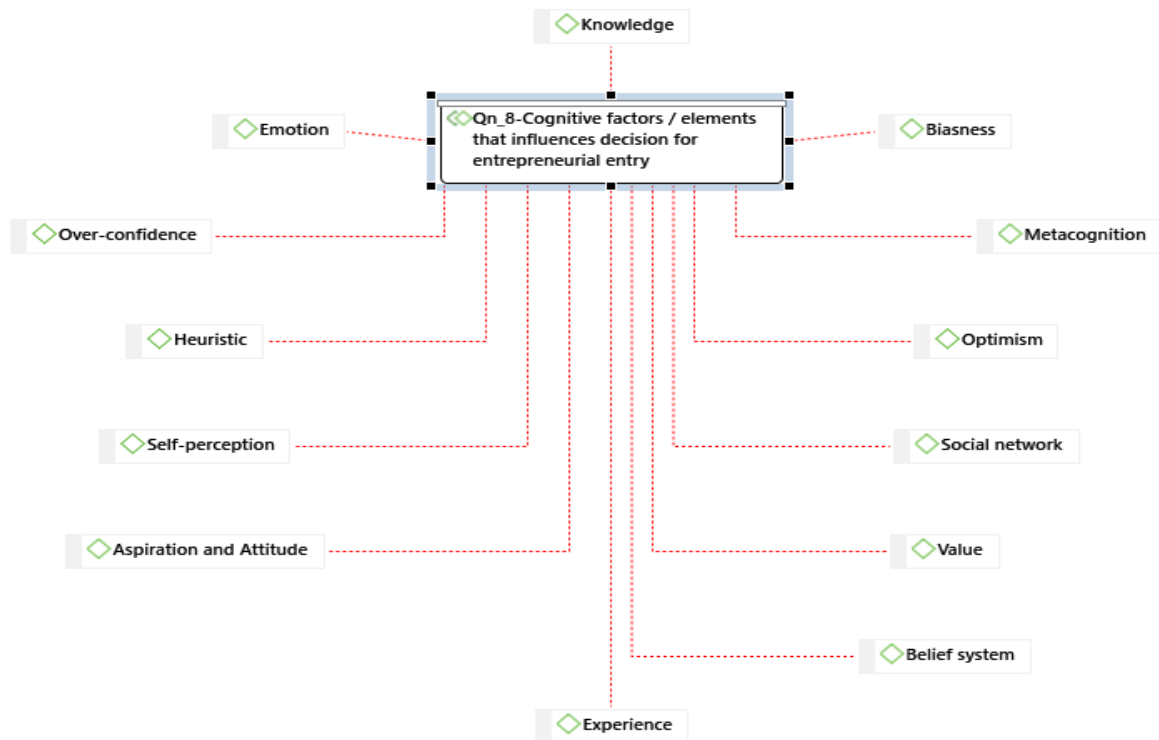 Knowledge
Qn_8-Cognitive factors / elements
that influences decision for
entrepreneurial entry
Emotion
Biasness
Over-confidence
Metacognition
Heuristic
Optimism
Self-perception
Social network
Aspiration and Attitude
Value
Belief system
Experience